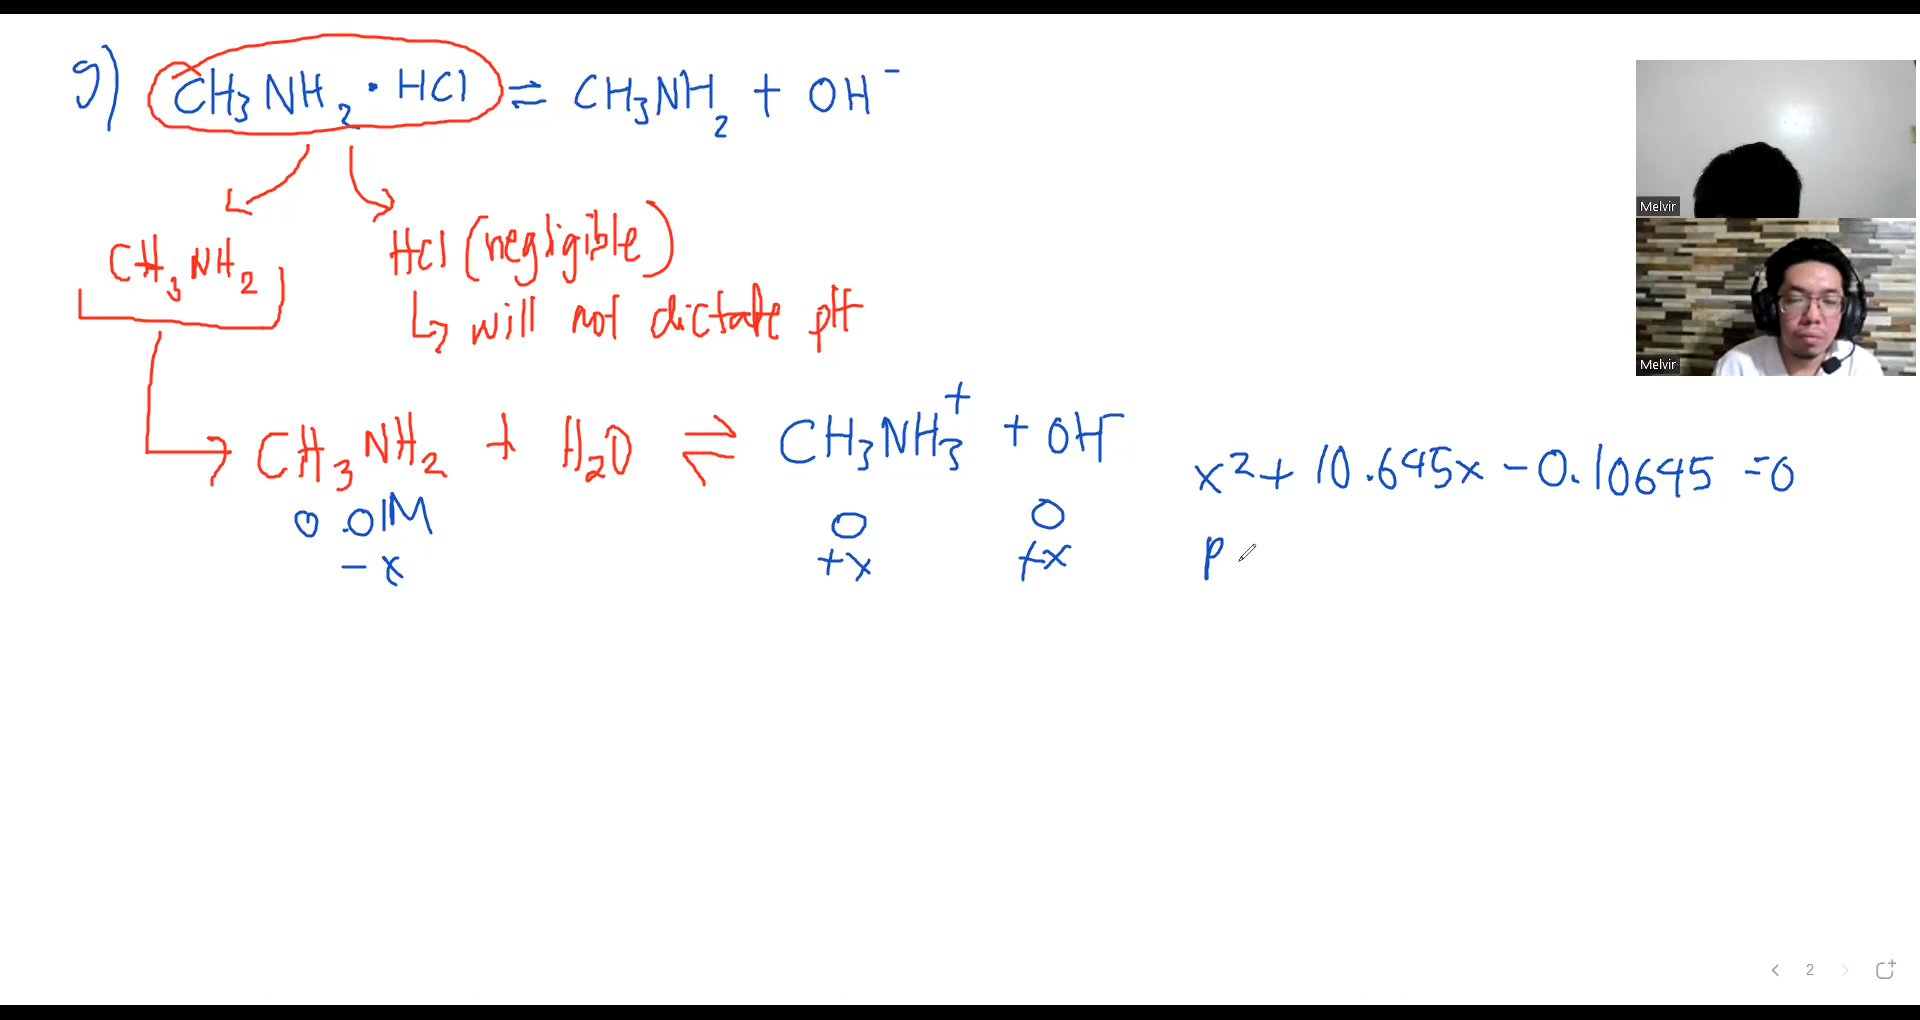 g) CH3NH2 · HCl ⇌ CH3NH2 + OH⁻
CH3NH2
HCl (negligible)
↳ will not dictate pH
→ CH3NH2 + H2O ⇌ CH3NH3⁺ + OH⁻
0.01M 0 0
-x +x +x
x² + 10.645x - 0.10645 = 0
p
Melvir
Melvir
2